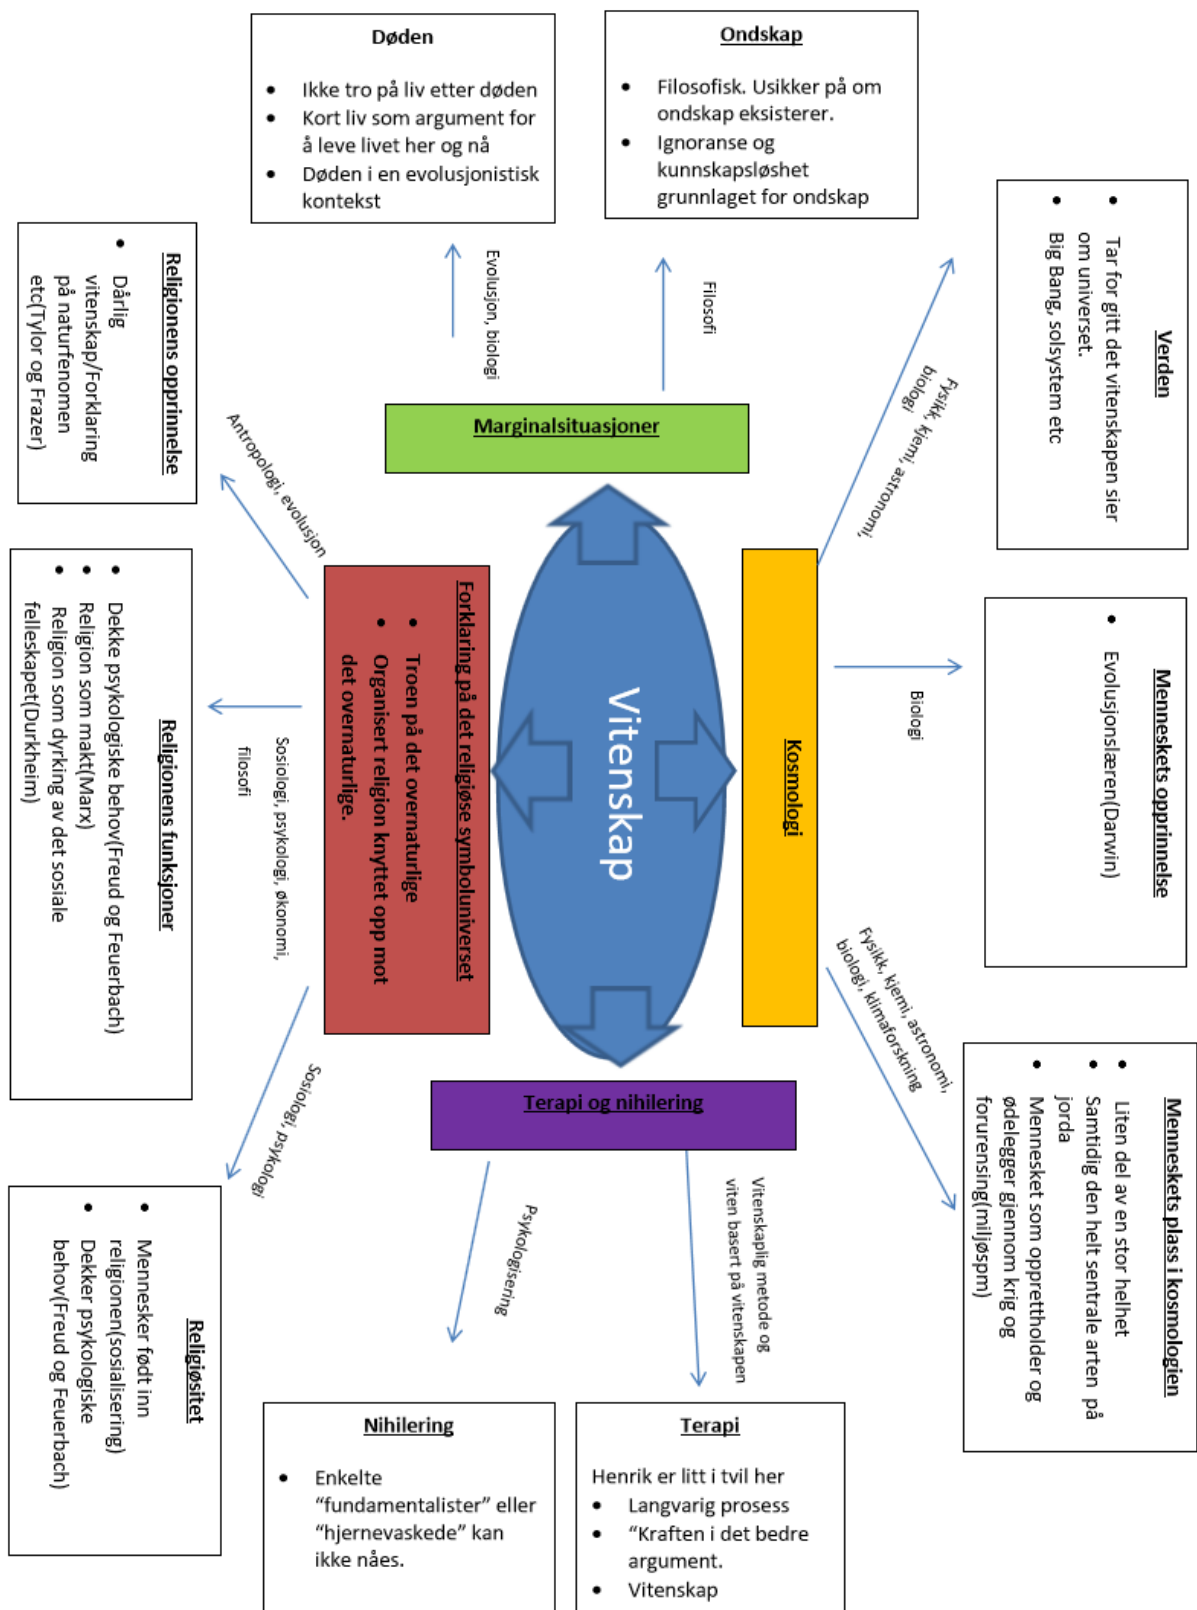 Døden
• Ikke tro på liv etter døden
• Kort liv som argument for
å leve livet her og nå
• Døden i en evolusjonistisk
kontekst
Ondskap
• Filosofisk. Usikker på om
ondskap eksisterer.
• Ignoranse og
kunnskapsløshet
grunnlaget for ondskap
Verden
• Tar for gitt det vitenskapen sier
om universet.
• Big Bang, solsystem etc
Religionens opprinnelse
• Dårlig
vitenskap/Forklaring
på naturfenomen
etc(Tylor og Frazer)
Evolusjon, biologi
Filosofi
Fysikk, kjemi, astronomi,
biologi
Marginalsituasjoner
Antropologi, evolusjon
Forklaring på det religiøse symboluniverset
• Troen på det overnaturlige
• Organisert religion knyttet opp mot
det overnaturlige.
Vitenskap
Kosmologi
Biologi
Menneskets opprinnelse
• Evolusjonslæren(Darwin)
Religionens funksjoner
• Dekke psykologiske behov(Freud og Feuerbach)
• Religion som makt(Marx)
• Religion som dyrking av det sosiale
felleskapet(Durkheim)
Sosiologi, psykologi, økonomi,
filosofi
Fysikk, kjemi, astronomi,
biologi, klimaforskning
Menneskets plass i kosmologien
• Liten del av en stor helhet
• Samtidig den helt sentrale arten på
jorda
• Mennesket som opprettholder og
ødelegger gjennom krig og
forurensing(miljøspm)
Terapi og nihilering
Sosiologi, psykologi
Psykologisering
Vitenskaplig metode og
viten basert på vitenskapen
Religiøsitet
• Mennesker født inn
religionen(sosialisering)
• Dekker psykologiske
behov(Freud og Feuerbach)
Nihilering
• Enkelte
“fundamentalister” eller
“hjernevaskede” kan
ikke nåes.
Terapi
Henrik er litt i tvil her
• Langvarig prosess
• “Kraften i det bedre
argument.
• Vitenskap